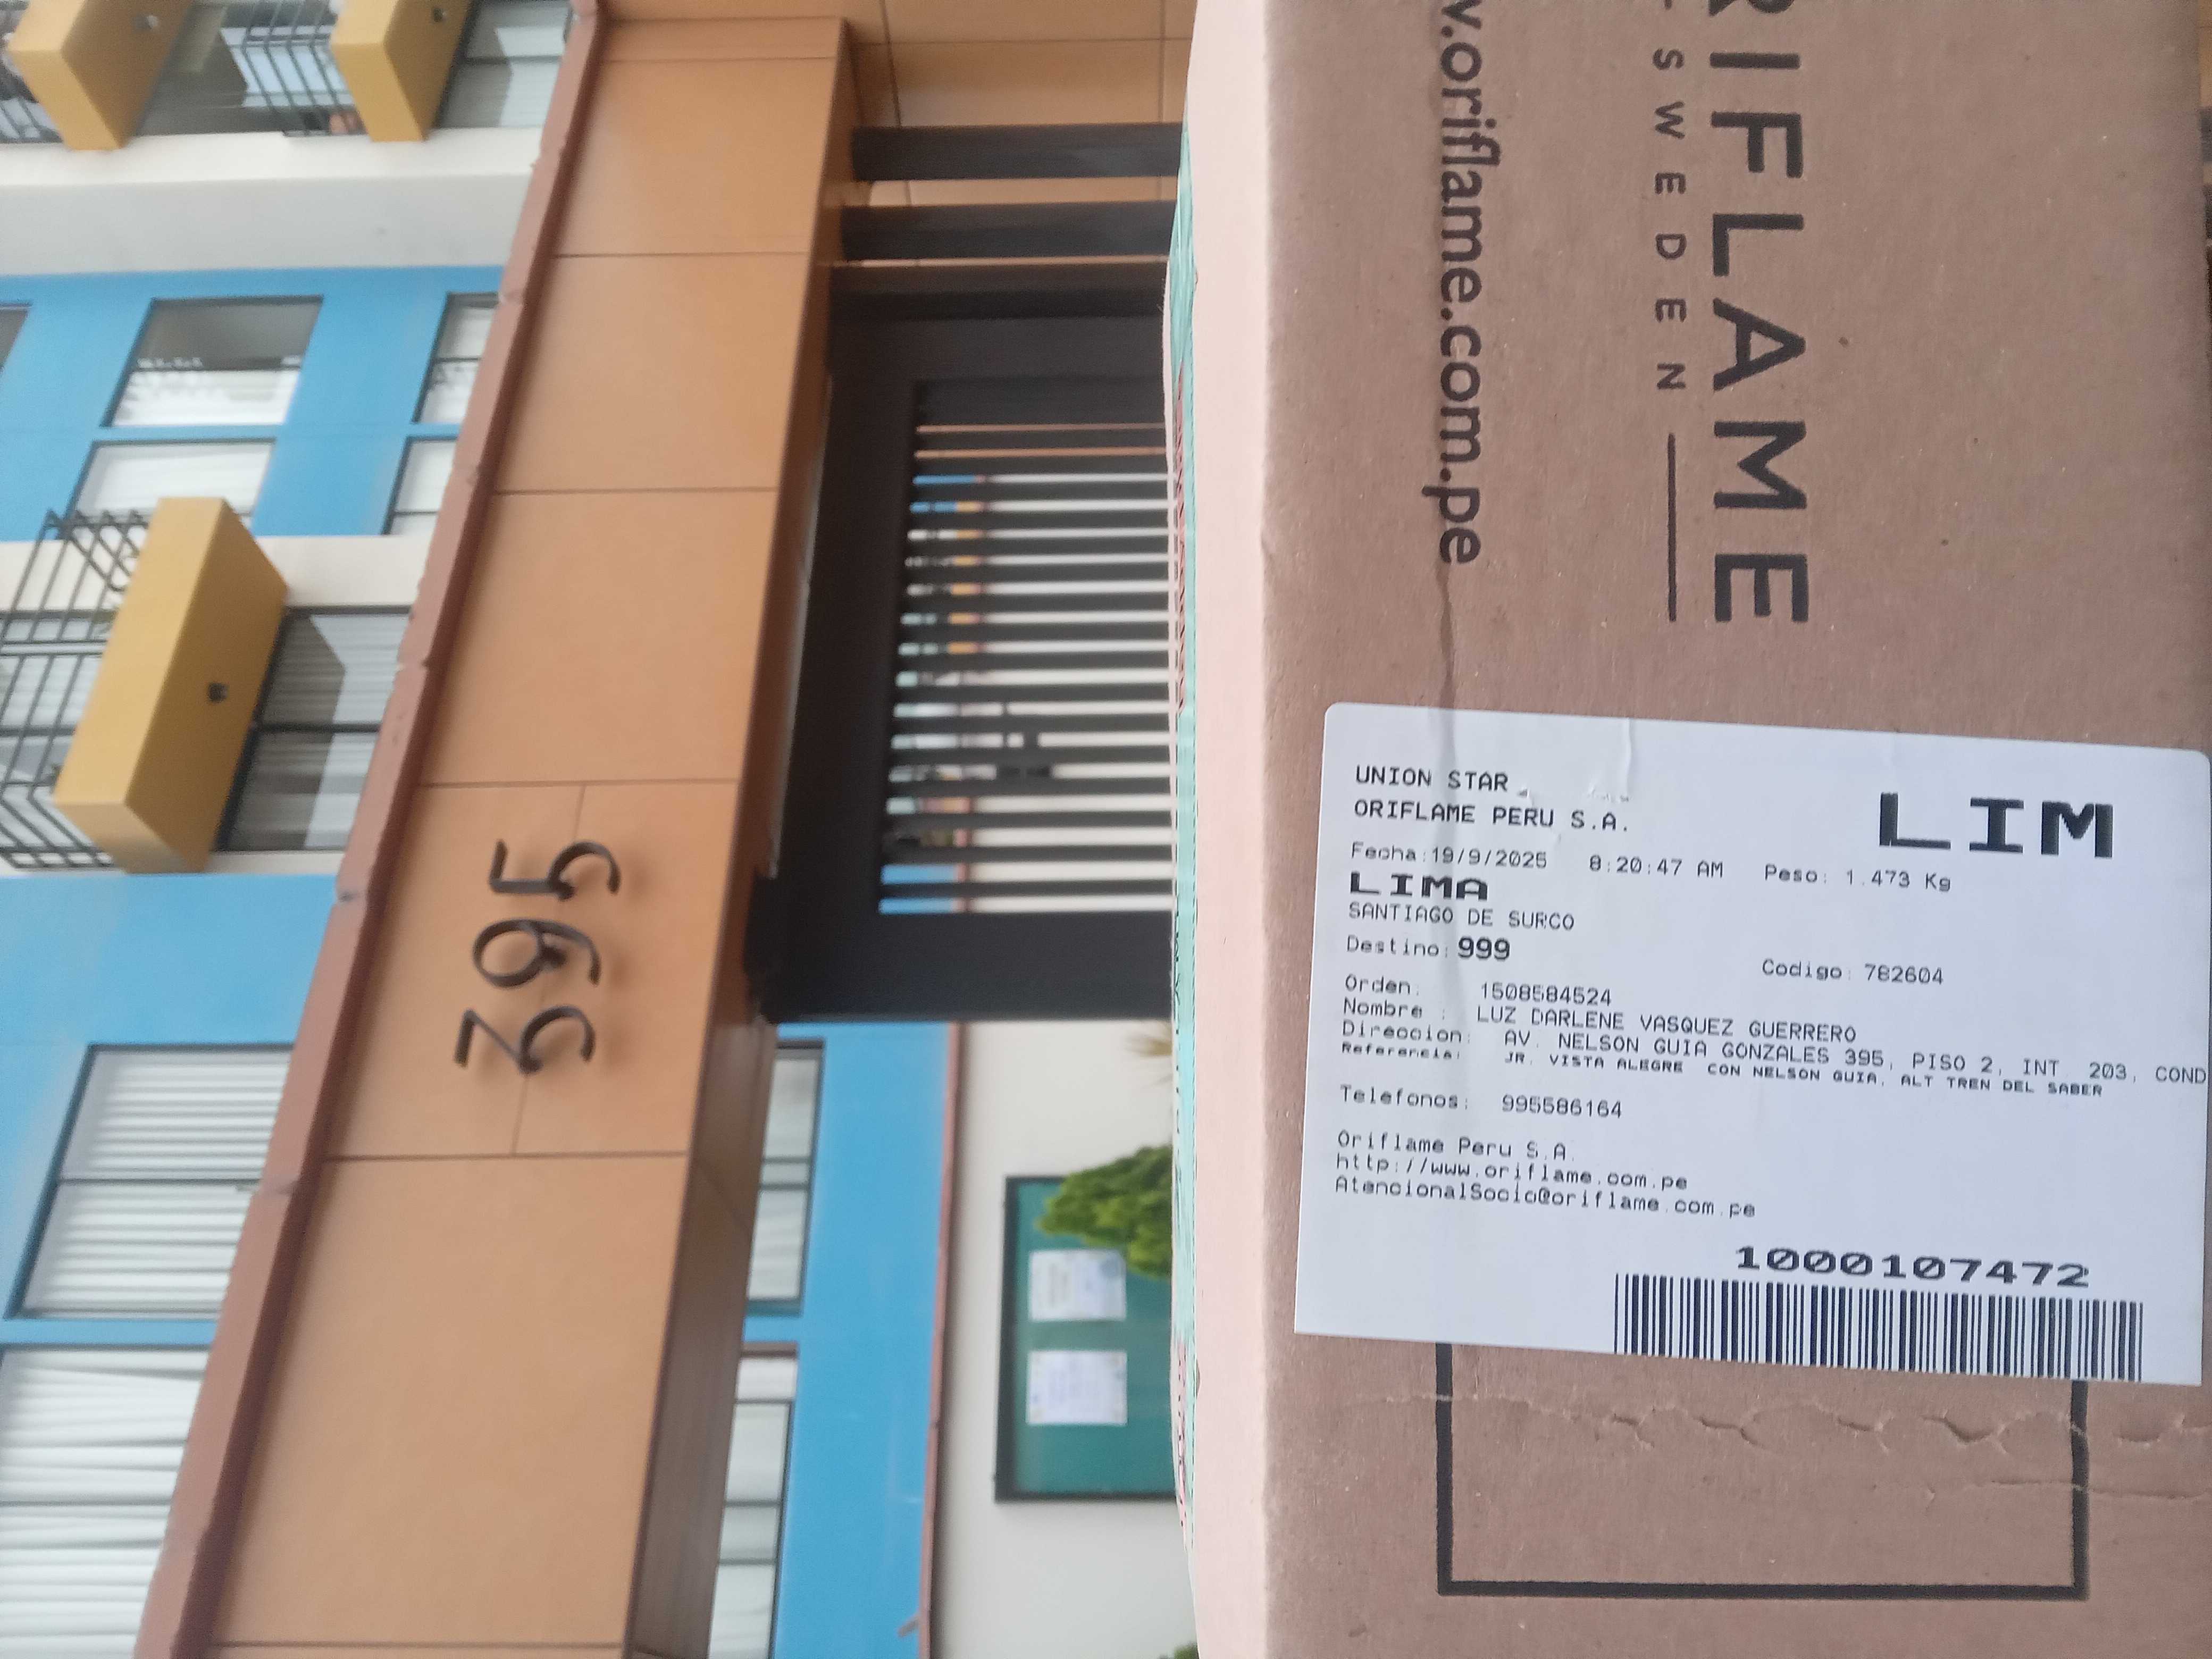 395
RIFLAME
SWEDEN
w.oriflame.com.pe
UNION STAR
ORIFLAME PERU S.A.
LIM
Fecha:19/9/2025 8:20:47 AM Peso: 1.473 Kg
LIMA
SANTIAGO DE SURCO
Destino:999
Codigo: 782604
Orden: 1508584524
Nombre : LUZ DARLENE VASQUEZ GUERRERO
Direccion: AV. NELSON GUIA GONZALES 395, PISO 2, INT. 203, COND
Referencia: JR. VISTA ALEGRE CON NELSON GUIA, ALT TREN DEL SABER
Telefonos: 995586164
Oriflame Peru S.A.
http://www.oriflame.com.pe
AtencionalSocio@oriflame.com.pe
1000107472